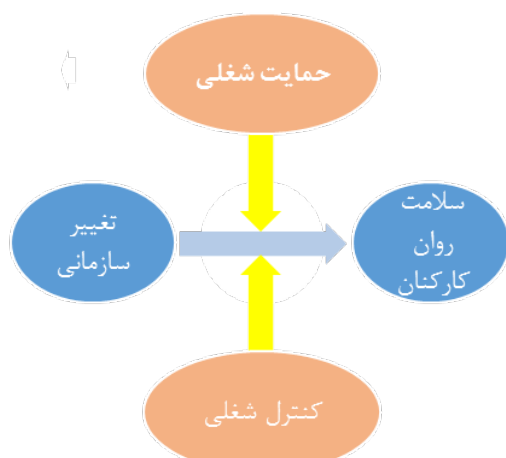 حمایت شغلی
تغییر
سازمانی
سلامت
روان
کارکنان
کنترل شغلی